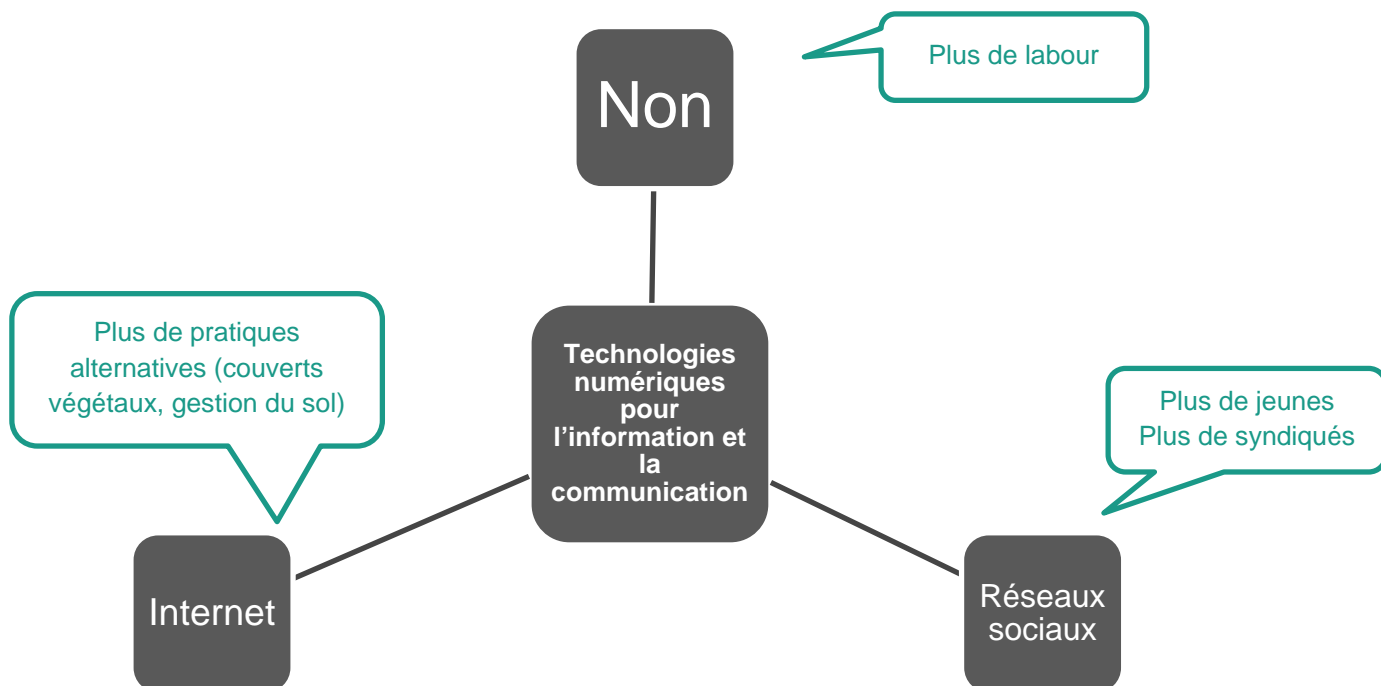 Non
Plus de labour
Plus de pratiques
alternatives (couverts
végétaux, gestion du sol)
Technologies
numériques
pour
l’information et
la
communication
Plus de jeunes
Plus de syndiqués
Internet
Réseaux
sociaux